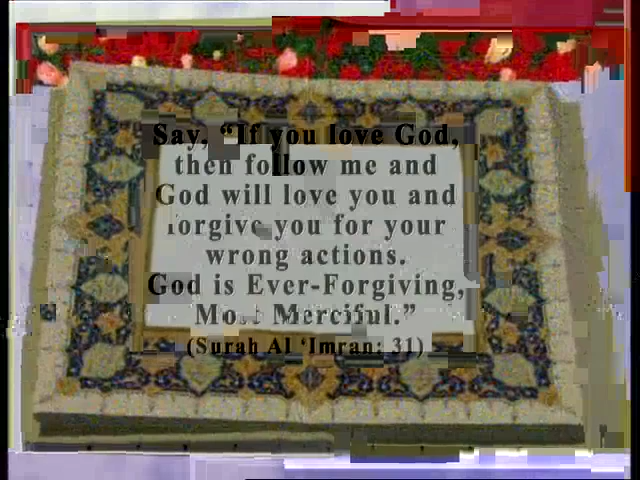 Say, “If you love God,
then follow me and
God will love you and
forgive you for your
wrong actions.
God is Ever-Forgiving,
Most Merciful.”
(Surah Al ‘Imran: 31)